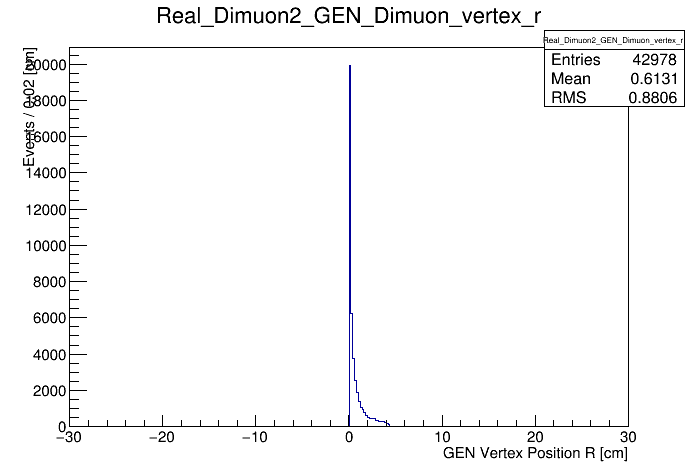 Real_Dimuon2_GEN_Dimuon_vertex_r
Real_Dimuon2_GEN_Dimuon_vertex_r
Entries 42978
Mean 0.6131
RMS 0.8806
Events / 0.02 [cm]
20000
18000
16000
14000
12000
10000
8000
6000
4000
2000
0
−30 −20 −10 0 10 20 30
GEN Vertex Position R [cm]